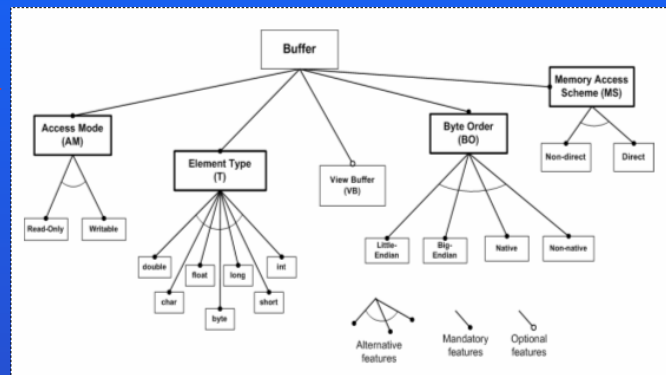 Buffer
Memory Access
Scheme (MS)
Access Mode
(AM)
Byte Order
(BO)
Element Type
(T)
View Buffer
(VB)
Non-direct
Direct
Read-Only
Writable
Little-
Endian
Big-
Endian
Native
Non-native
double
float
long
int
char
short
byte
Alternative
features
Mandatory
features
Optional
features